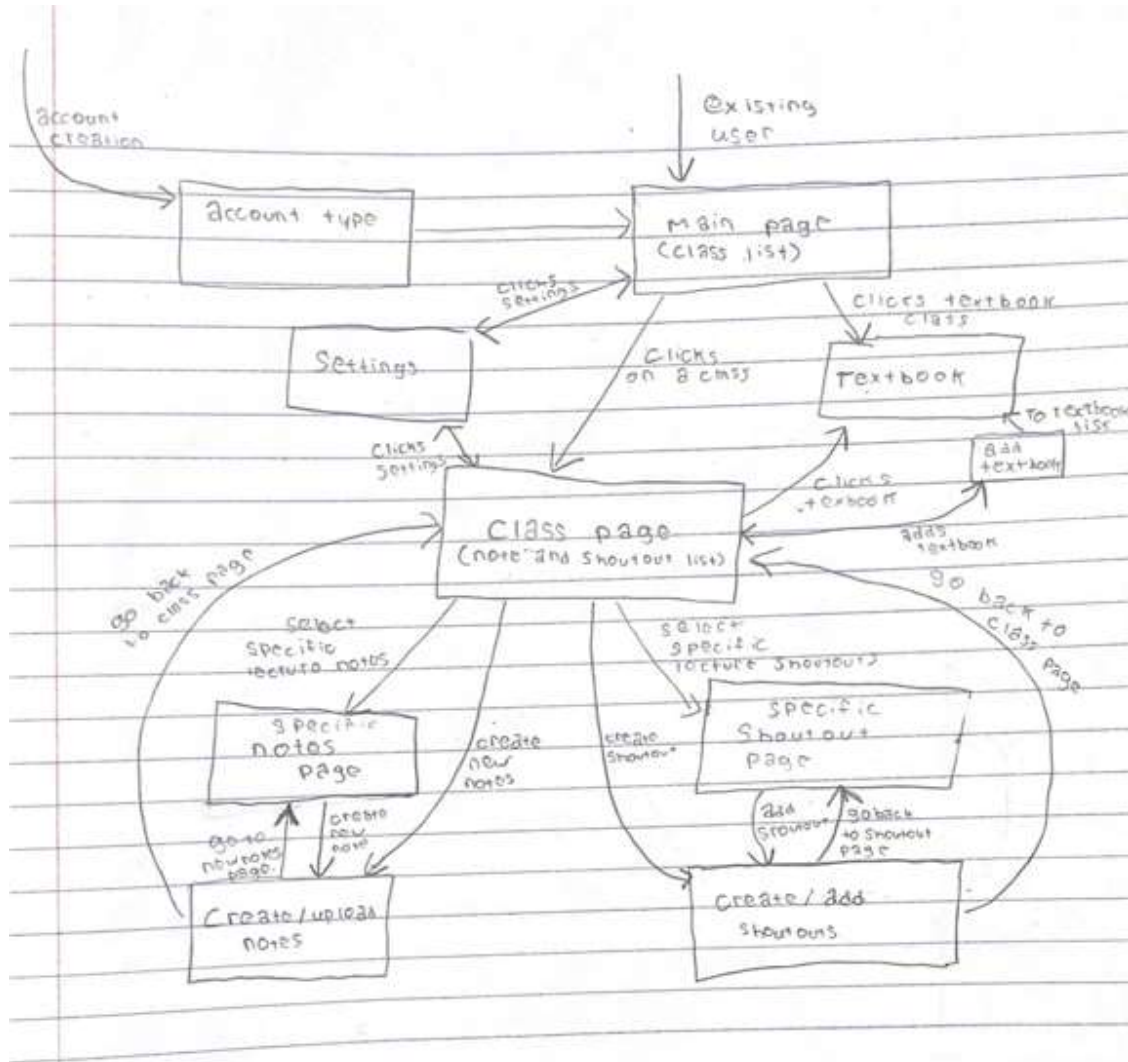 account
creation
existing
user
account type
main page
(class list)
clicks
settings
clicks textbook
class
Settings
clicks
on a class
Textbook
To textbook
list
add
textbook
clicks
settings
clicks
texbook
adds
textbook
Class page
(note and shoutout list)
go back
to class page
go back to
class page
select
specific
lecture notes
select
specific
lecture shoutouts
specific
notes
page
create
new
notes
create
shoutout
specific
shoutout
page
go to
new notes
page.
create
new
note
add
shoutout
go back
to shoutout
page
Create/upload
notes
create/add
shoutouts